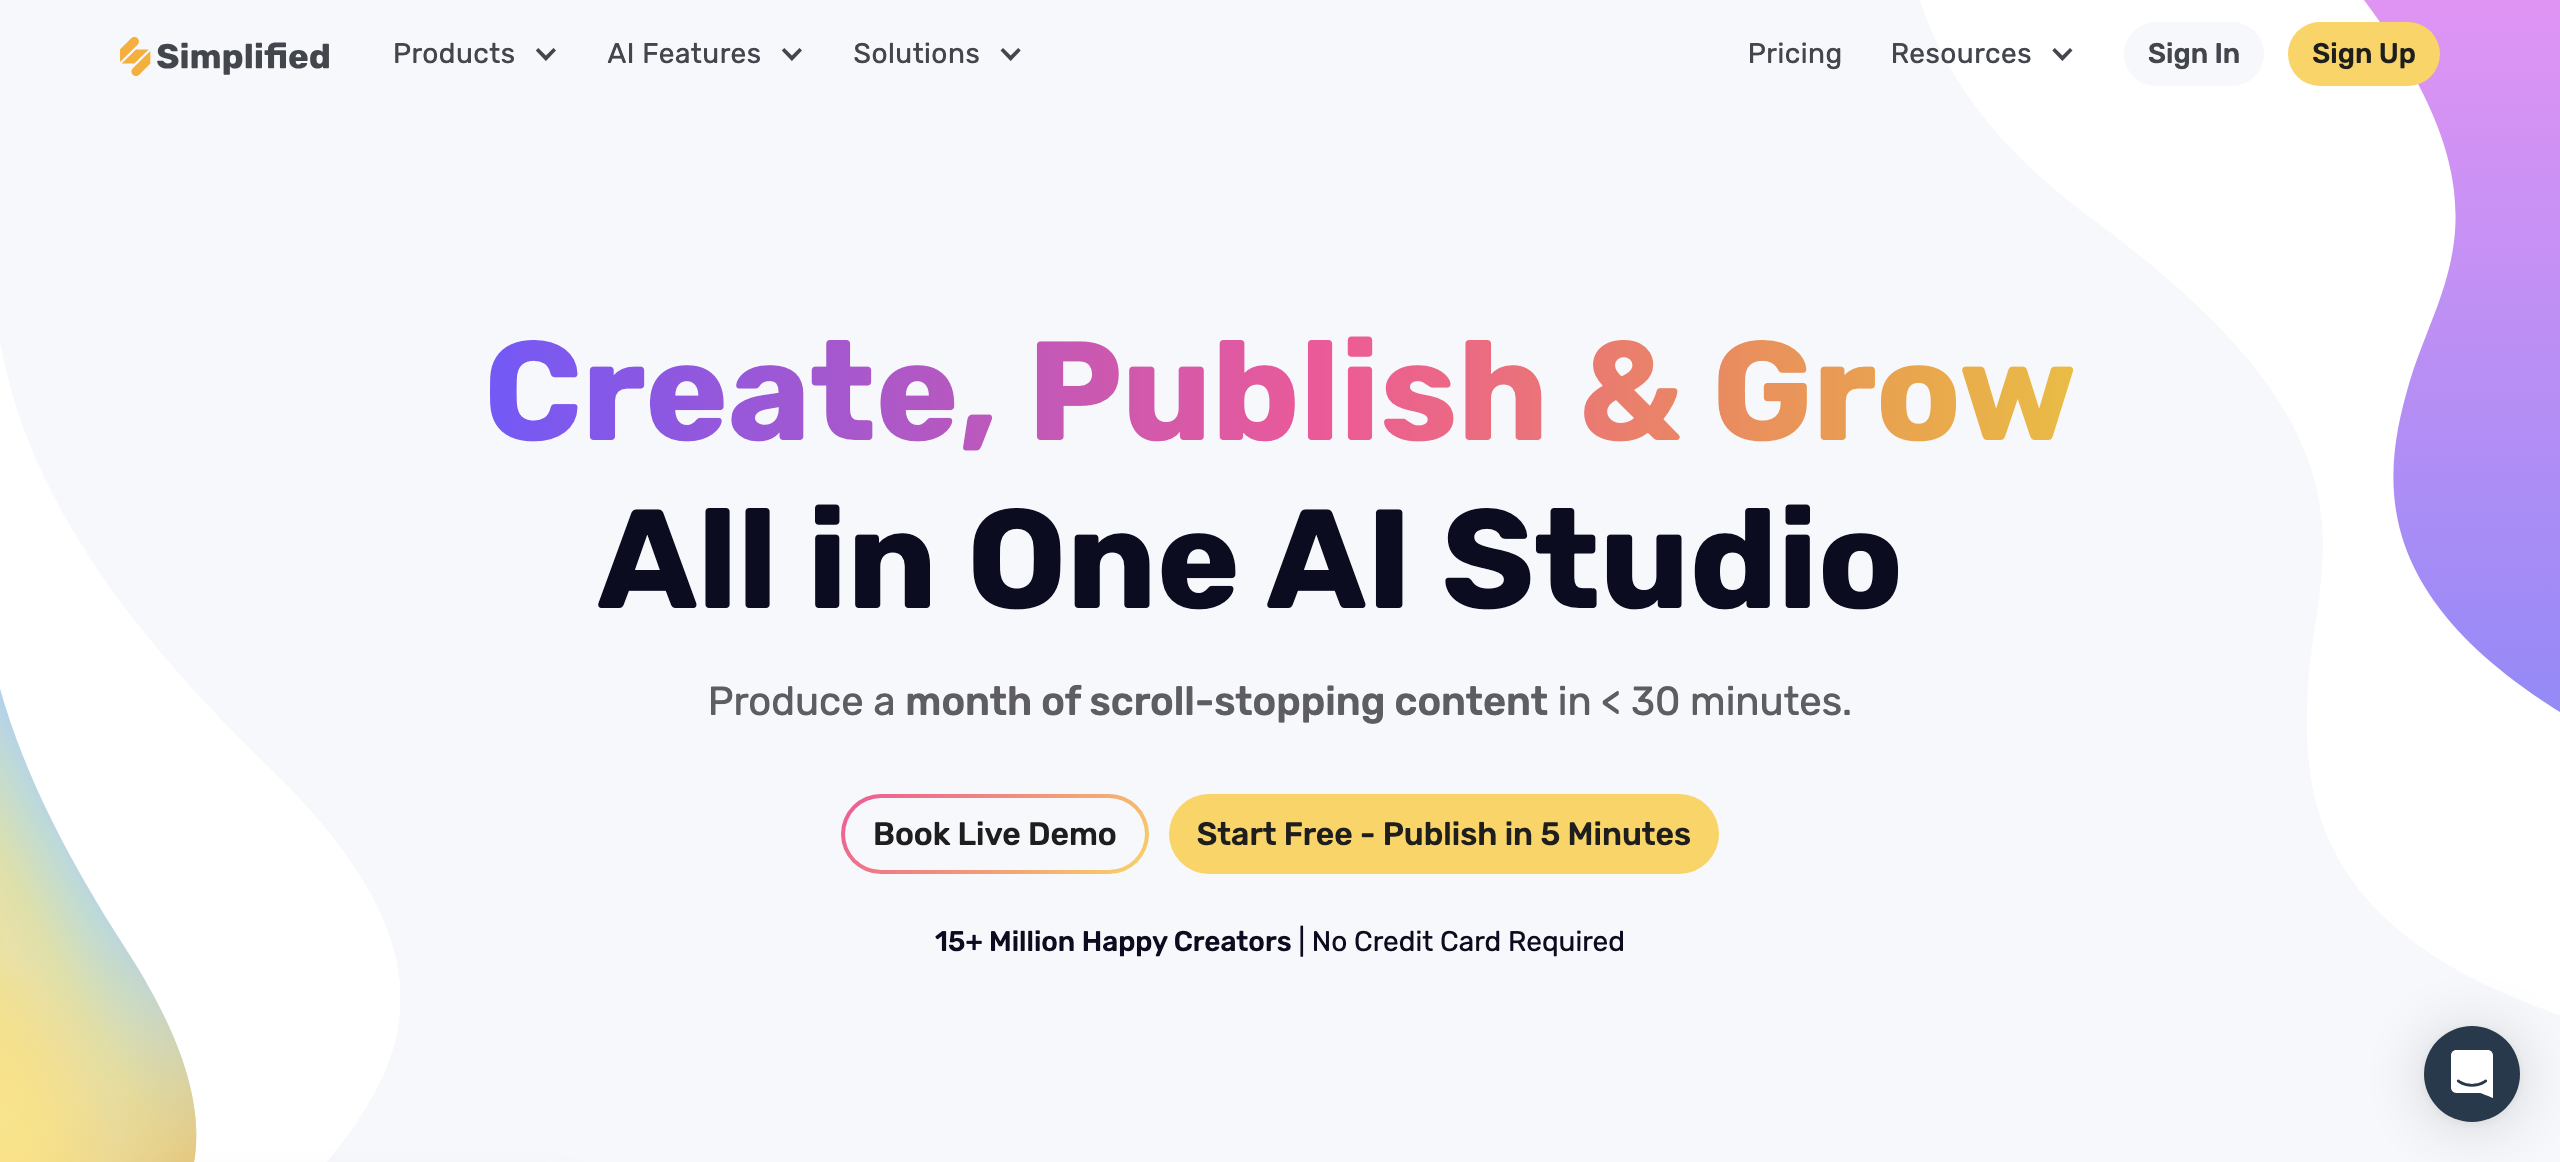 Simplified Products AI Features Solutions Pricing Resources Sign In Sign Up
Create, Publish & Grow
All in One AI Studio
Produce a month of scroll-stopping content in < 30 minutes.
Book Live Demo Start Free - Publish in 5 Minutes
15+ Million Happy Creators | No Credit Card Required